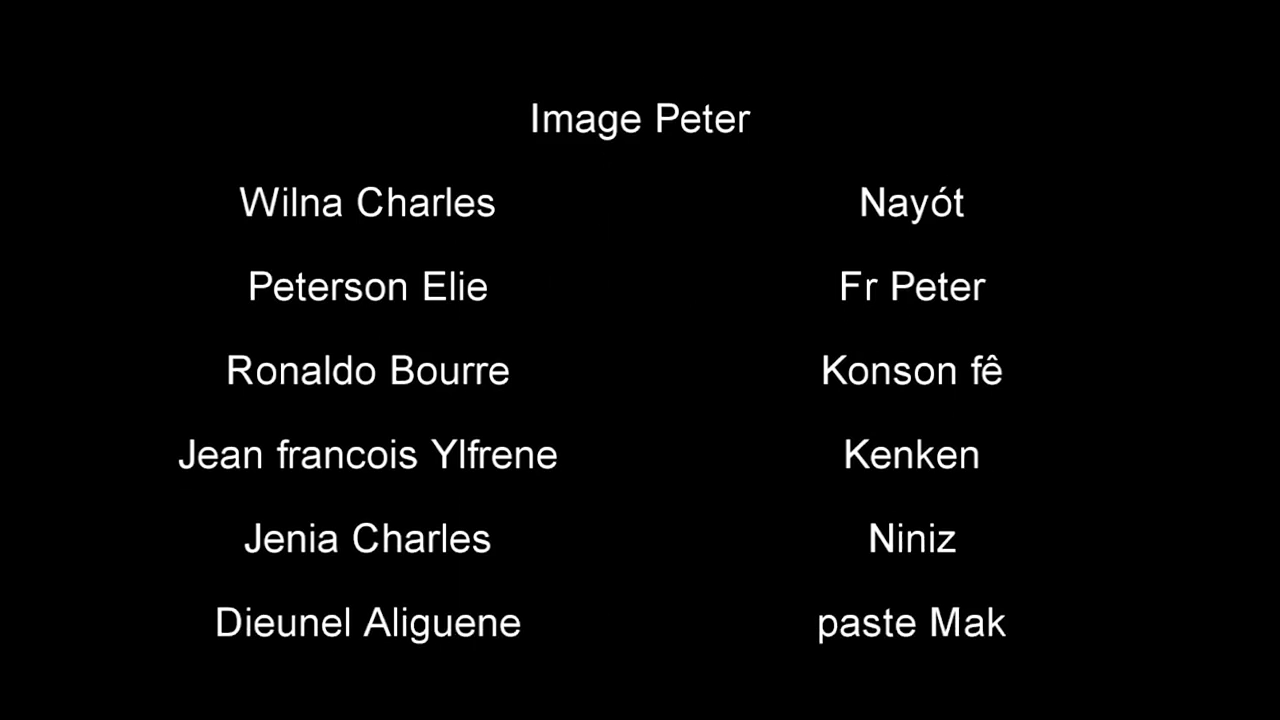 Image Peter
Wilna Charles Nayót
Peterson Elie Fr Peter
Ronaldo Bourre Konson fê
Jean francois Ylfrene Kenken
Jenia Charles Niniz
Dieunel Aliguene paste Mak